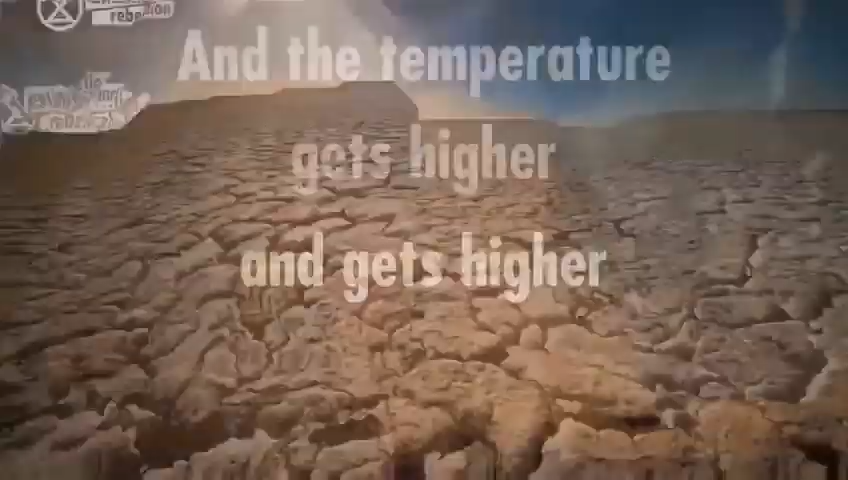 rebellion
And the temperature
gets higher
and gets higher